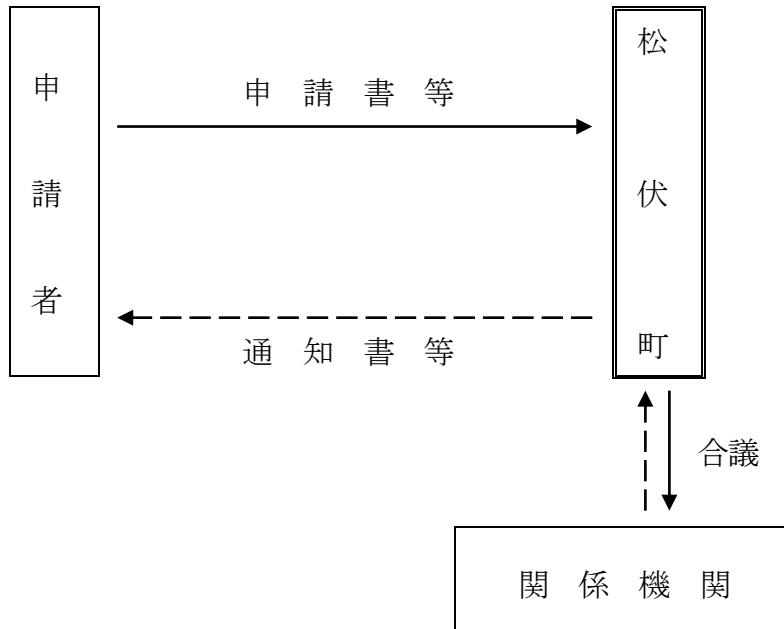 申請者
申請書等
松伏町
通知書等
合議
関係機関